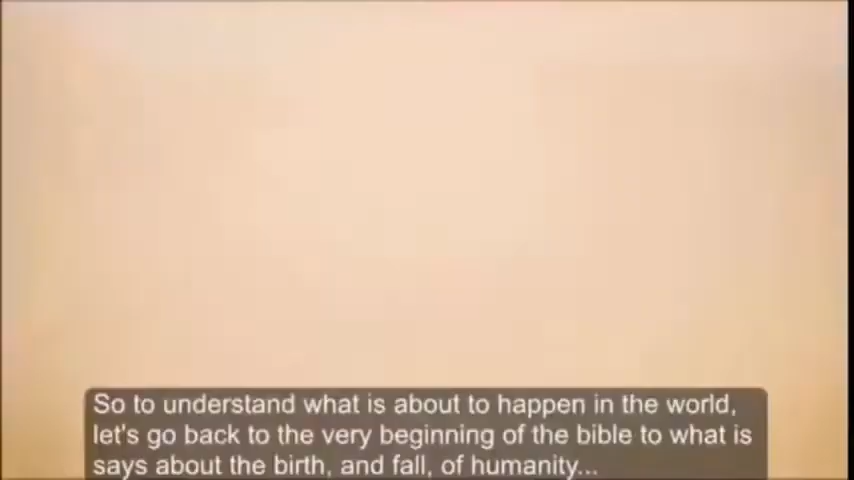 So to understand what is about to happen in the world,
let's go back to the very beginning of the bible to what is
says about the birth, and fall, of humanity...